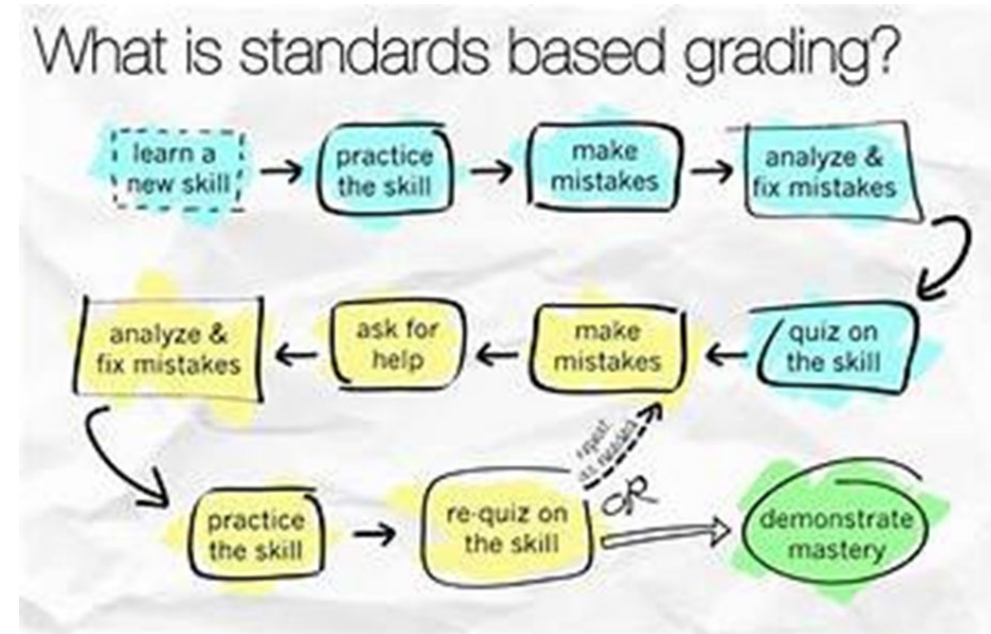 What is standards based grading?
learn a
new skill
practice
the skill
make
mistakes
analyze &
fix mistakes
quiz on
the skill
make
mistakes
ask for
help
analyze &
fix mistakes
practice
the skill
re-quiz on
the skill
repeat
as needed
OR
demonstrate
mastery